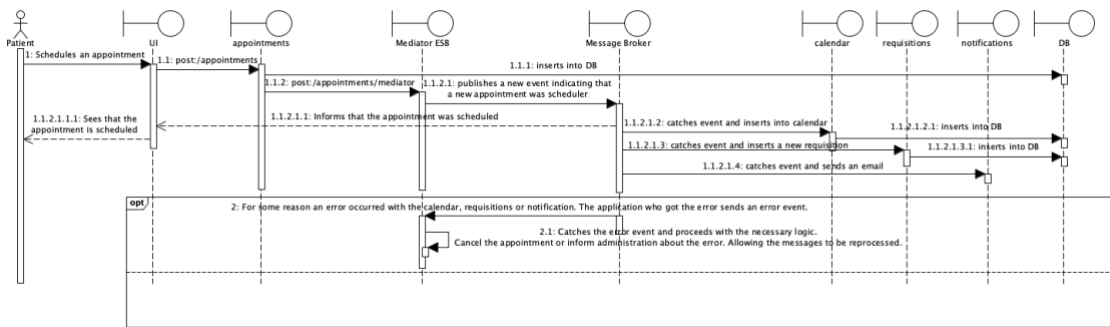 Patient
UI
appointments
Mediator ESB
Message Broker
calendar
requisitions
notifications
DB
1: Schedules an appointment
1.1: post:/appointments
1.1.1: inserts into DB
1.1.2: post:/appointments/mediator
1.1.2.1: publishes a new event indicating that
a new appointment was scheduler
1.1.2.1.1: Informs that the appointment was scheduled
1.1.2.1.1.1: Sees that the
appointment is scheduled
1.1.2.1.2: catches event and inserts into calendar
1.1.2.1.2.1: inserts into DB
1.1.2.1.3: catches event and inserts a new requisition
1.1.2.1.3.1: inserts into DB
1.1.2.1.4: catches event and sends an email
opt
2: For some reason an error occurred with the calendar, requisitions or notification. The application who got the error sends an error event.
2.1: Catches the error event and proceeds with the necessary logic.
Cancel the appointment or inform administration about the error. Allowing the messages to be reprocessed.